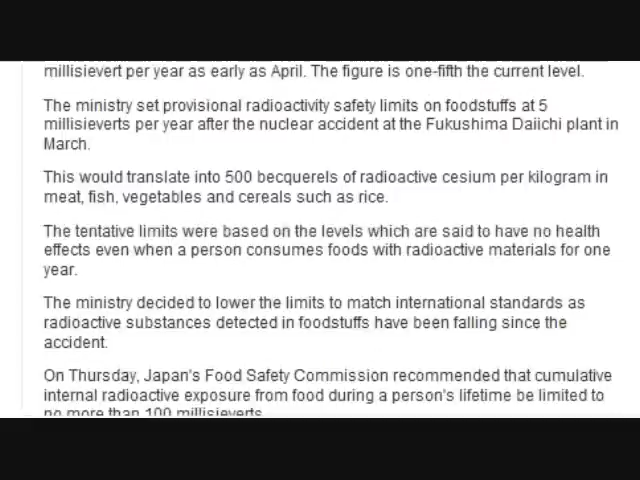 millisievert per year as early as April. The figure is one-fifth the current level.
The ministry set provisional radioactivity safety limits on foodstuffs at 5
millisieverts per year after the nuclear accident at the Fukushima Daiichi plant in
March.
This would translate into 500 becquerels of radioactive cesium per kilogram in
meat, fish, vegetables and cereals such as rice.
The tentative limits were based on the levels which are said to have no health
effects even when a person consumes foods with radioactive materials for one
year.
The ministry decided to lower the limits to match international standards as
radioactive substances detected in foodstuffs have been falling since the
accident.
On Thursday, Japan's Food Safety Commission recommended that cumulative
internal radioactive exposure from food during a person's lifetime be limited to
no more than 100 millisieverts